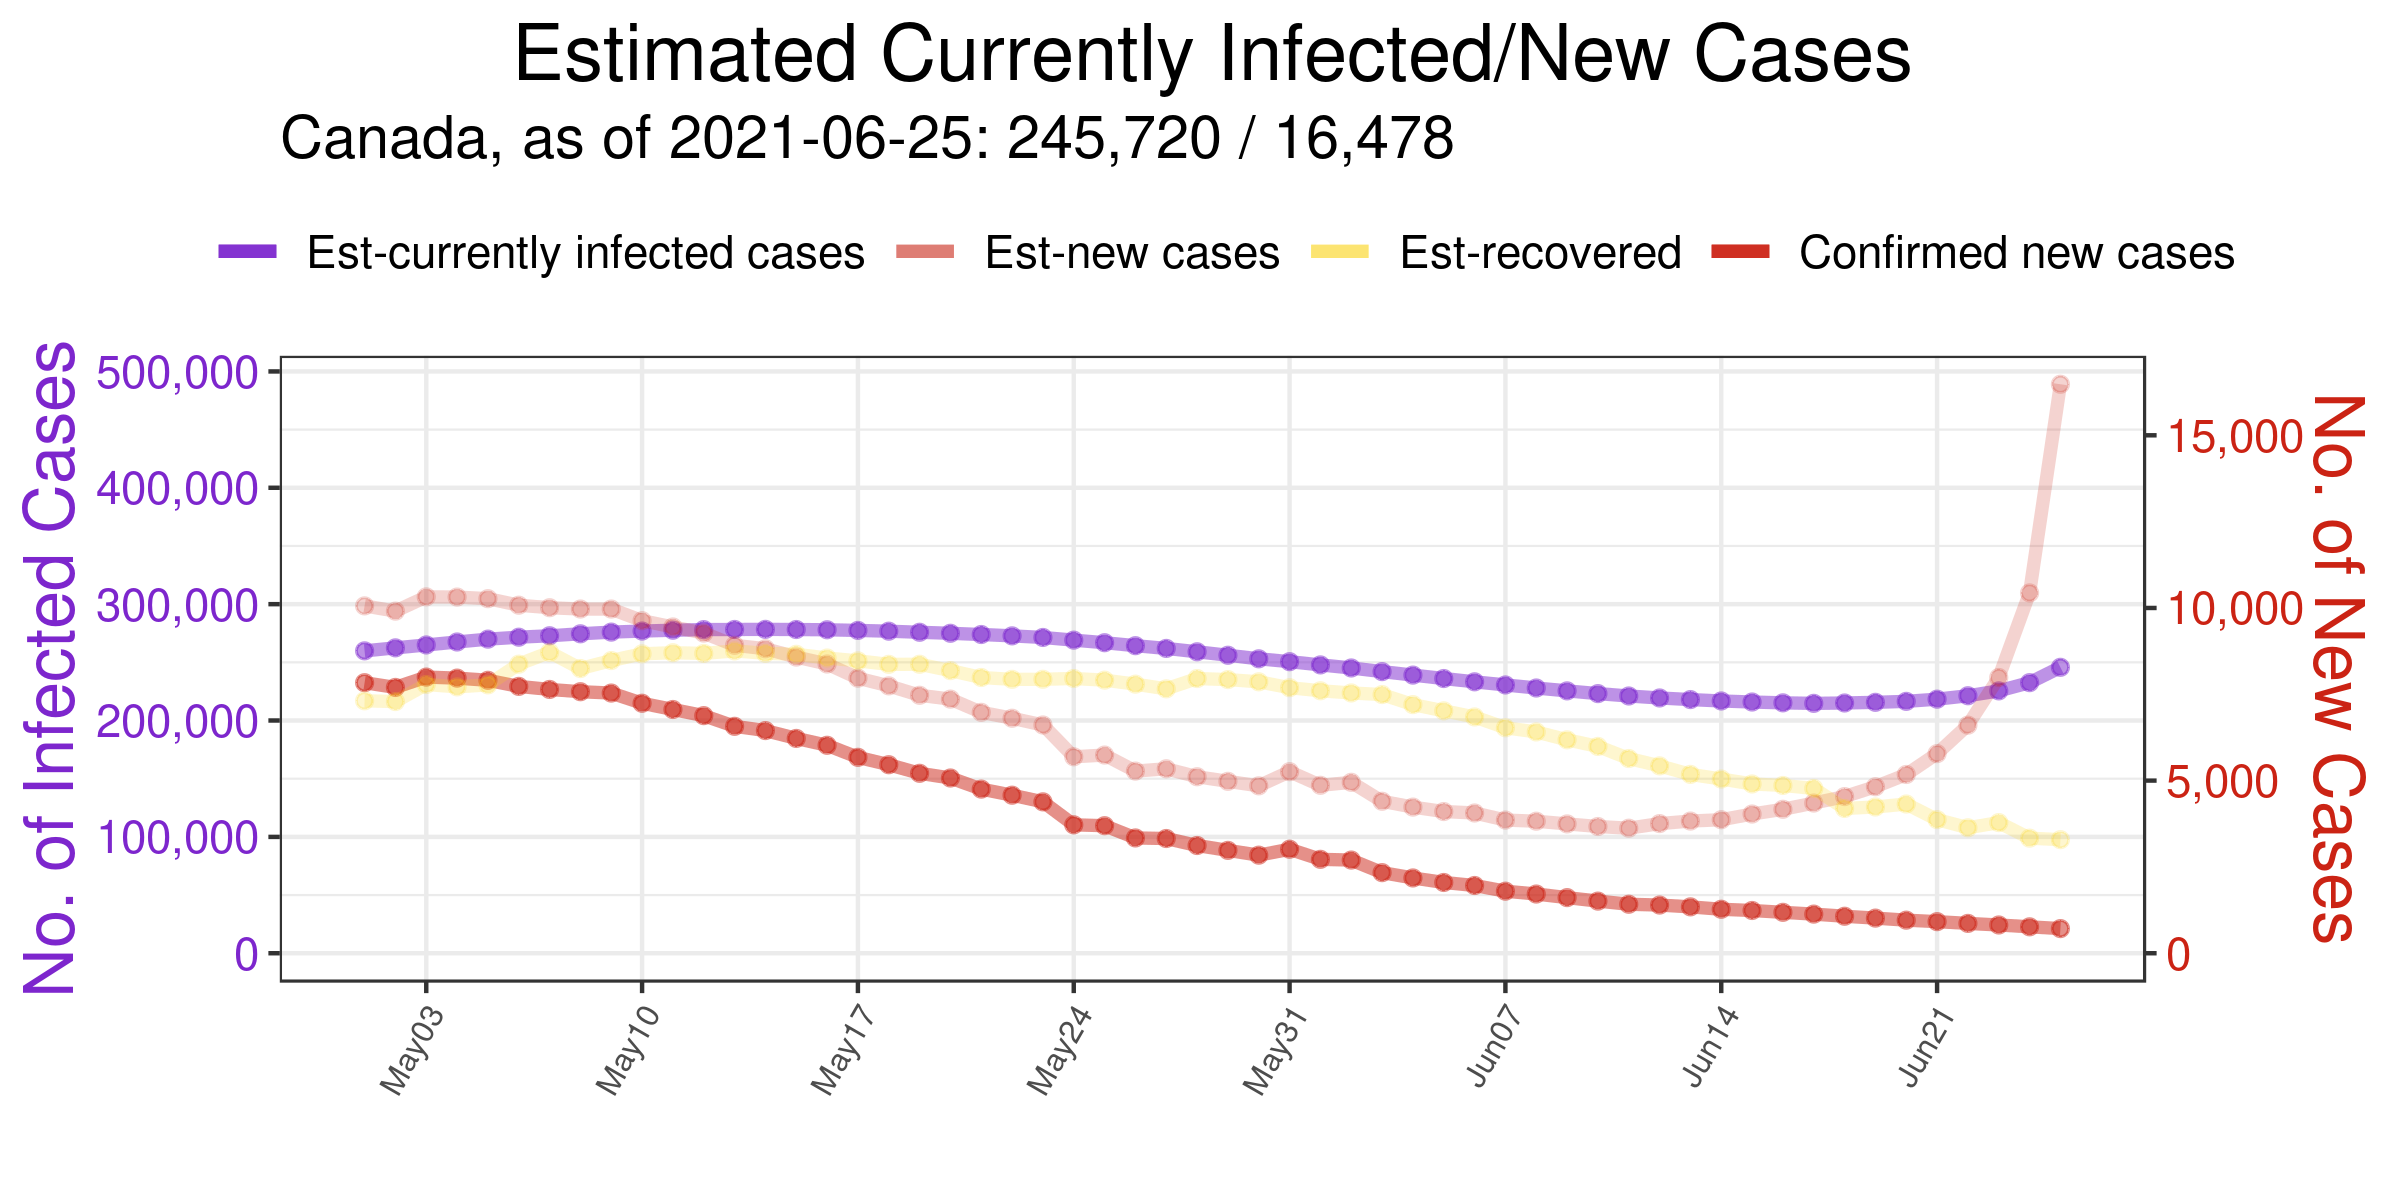 Estimated Currently Infected/New Cases
Canada, as of 2021-06-25: 245,720 / 16,478
Est-currently infected cases Est-new cases Est-recovered Confirmed new cases
No. of Infected Cases
500,000
400,000
300,000
200,000
100,000
0
15,000
10,000
5,000
0
No. of New Cases
May03 May10 May17 May24 May31 Jun07 Jun14 Jun21